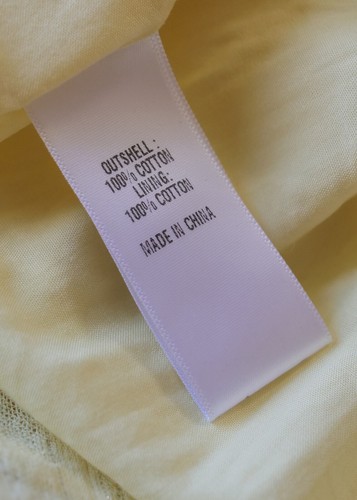 OUTSHELL :
100% COTTON
LINING:
100% COTTON
MADE IN CHINA